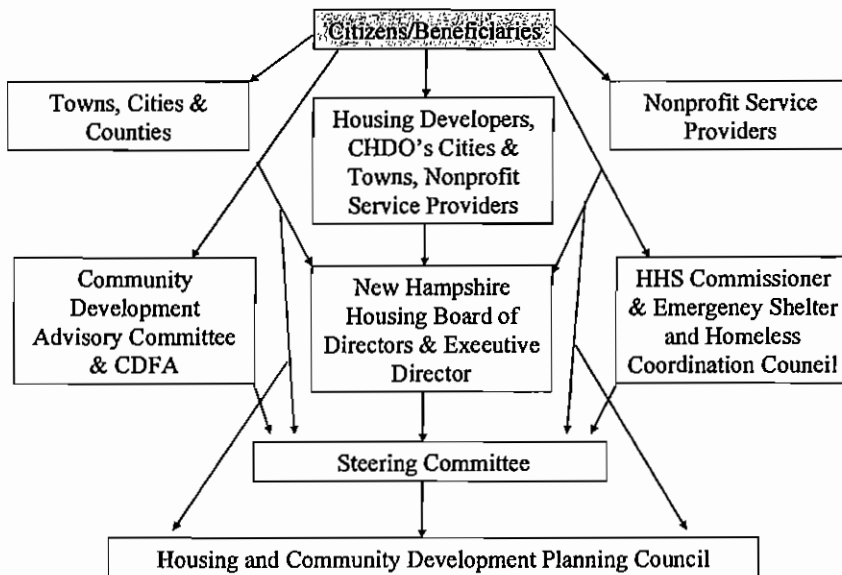 Citizens/Beneficiaries
Towns, Cities &
Counties
Housing Developers,
CHDO's Cities &
Towns, Nonprofit
Service Providers
Nonprofit Service
Providers
Community
Development
Advisory Committee
& CDFA
New Hampshire
Housing Board of
Directors & Executive
Director
HHS Commissioner
& Emergency Shelter
and Homeless
Coordination Council
Steering Committee
Housing and Community Development Planning Council